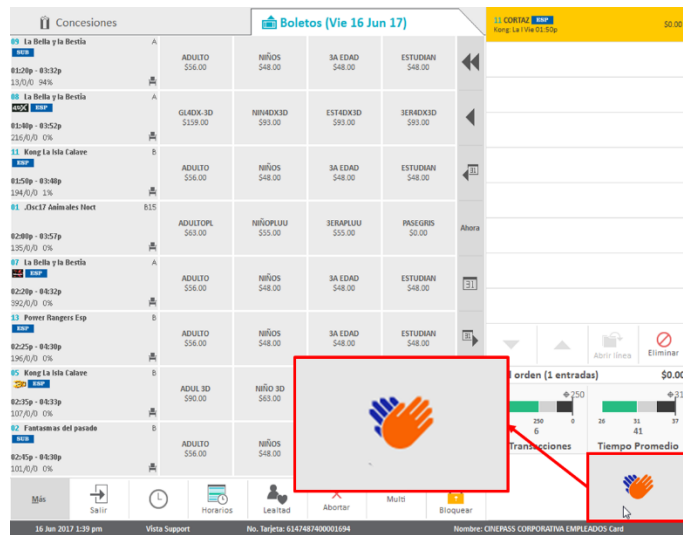 Concesiones
Boletos (Vie 16 Jun 17)
11 CORTAZ ESP
$0.00
Kong: La I Vie 01:50p
09 La Bella y la Bestia A
SUB
01:20p - 03:32p
13/0/0 94%
ADULTO NIÑOS 3A EDAD ESTUDIAN
$56.00 $48.00 $48.00 $48.00
08 La Bella y la Bestia A
4DX ESP
01:40p - 03:52p
216/0/0 0%
GL4DX-3D NIN4DX3D EST4DX3D 3ER4DX3D
$159.00 $93.00 $93.00 $93.00
11 Kong La Isla Calave B
ESP
01:50p - 03:48p
194/0/0 1%
ADULTO NIÑOS 3A EDAD ESTUDIAN
$56.00 $48.00 $48.00 $48.00
31
01 .Osc17 Animales Noct B15
02:00p - 03:57p
135/0/0 0%
ADULTOPL NIÑOPLUU 3ERAPLUU PASEGRIS
$63.00 $55.00 $55.00 $0.00
Ahora
07 La Bella y la Bestia A
ESP
02:20p - 04:32p
392/0/0 0%
ADULTO NIÑOS 3A EDAD ESTUDIAN
$56.00 $48.00 $48.00 $48.00
31
13 Power Rangers Esp B
ESP
02:25p - 04:30p
196/0/0 0%
ADULTO NIÑOS 3A EDAD ESTUDIAN
$56.00 $48.00 $48.00 $48.00
31
05 Kong La Isla Calave B
3D ESP
02:35p - 04:33p
107/0/0 0%
ADUL 3D NIÑO 3D
$90.00 $63.00
02 Fantasmas del pasado B
SUB
02:45p - 04:30p
101/0/0 0%
ADULTO NIÑOS
$56.00 $48.00
Abrir línea Eliminar
orden (1 entradas) $0.00
250 31
250 0 26 31 37
6 41
Transacciones Tiempo Promedio
Más Salir Horarios Lealtad Abortar Multi Bloquear
16 Jun 2017 1:39 pm Vista Support No. Tarjeta: 6147487400001694 Nombre: CINEPASS CORPORATIVA EMPLEADOS Card